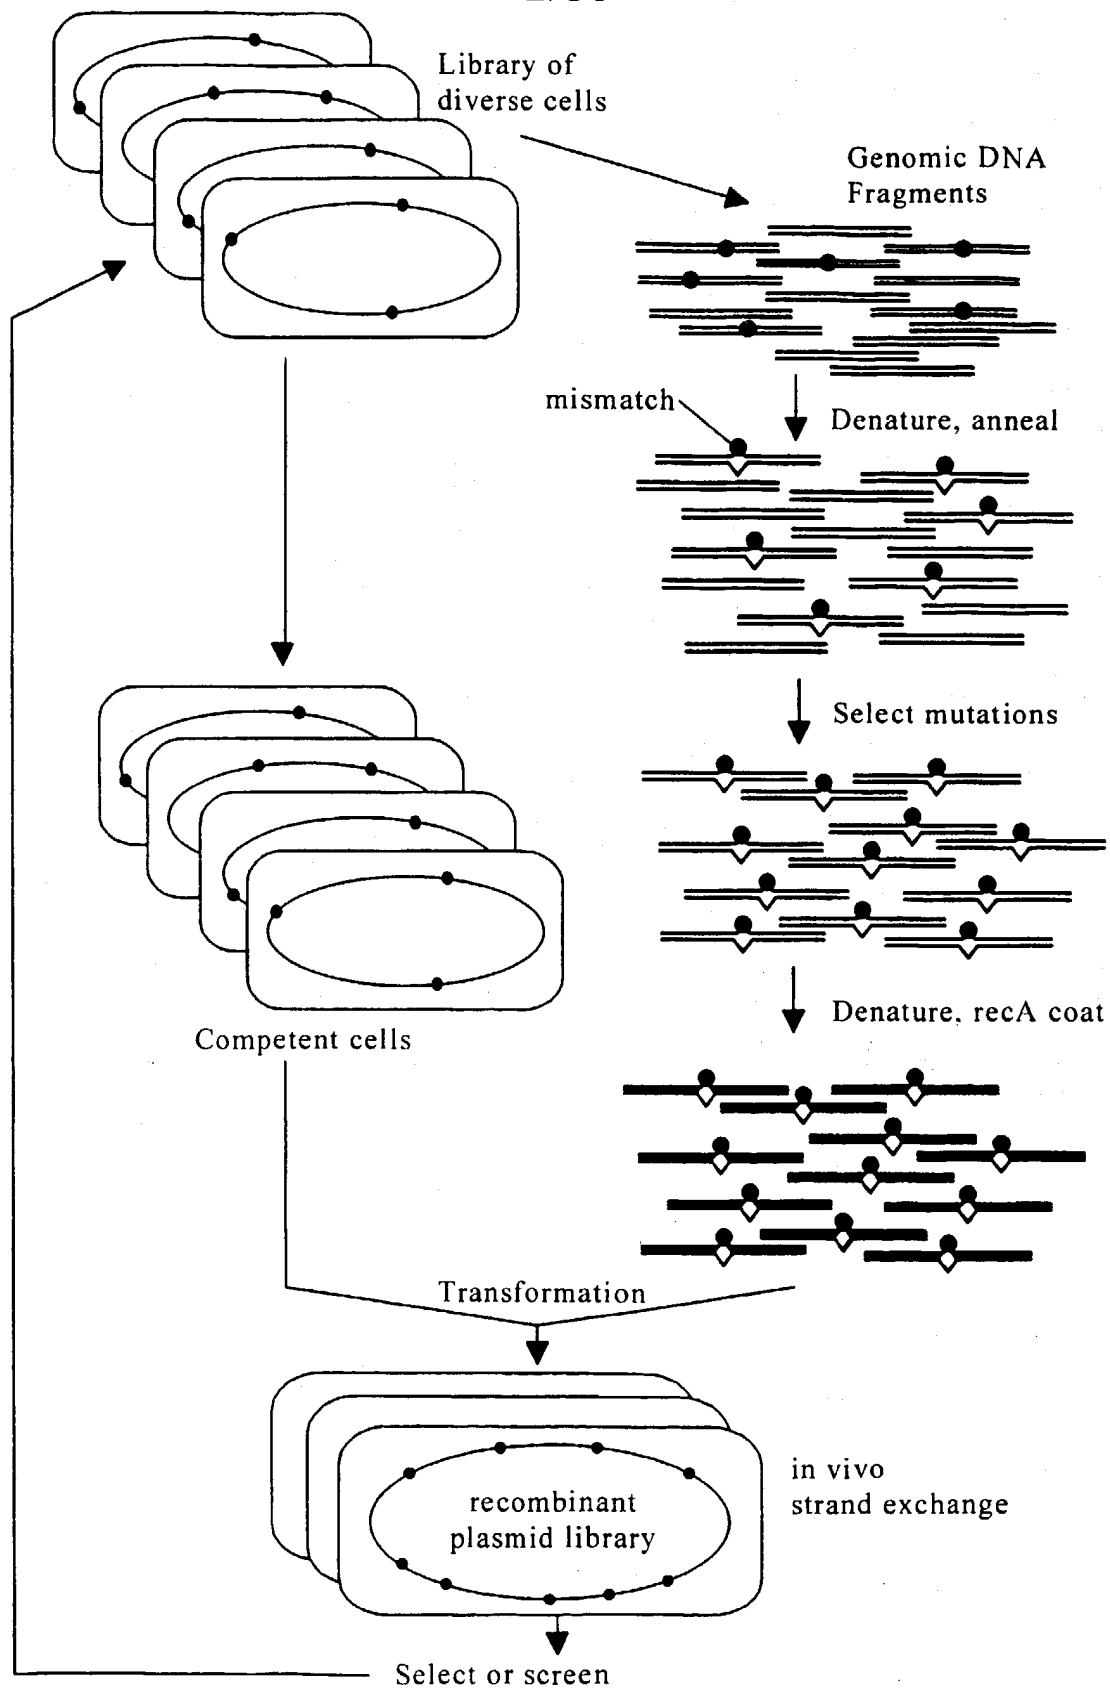 Library of
diverse cells
Genomic DNA
Fragments
mismatch
Denature, anneal
Select mutations
Denature, recA coat
Competent cells
Transformation
recombinant
plasmid library
in vivo
strand exchange
Select or screen